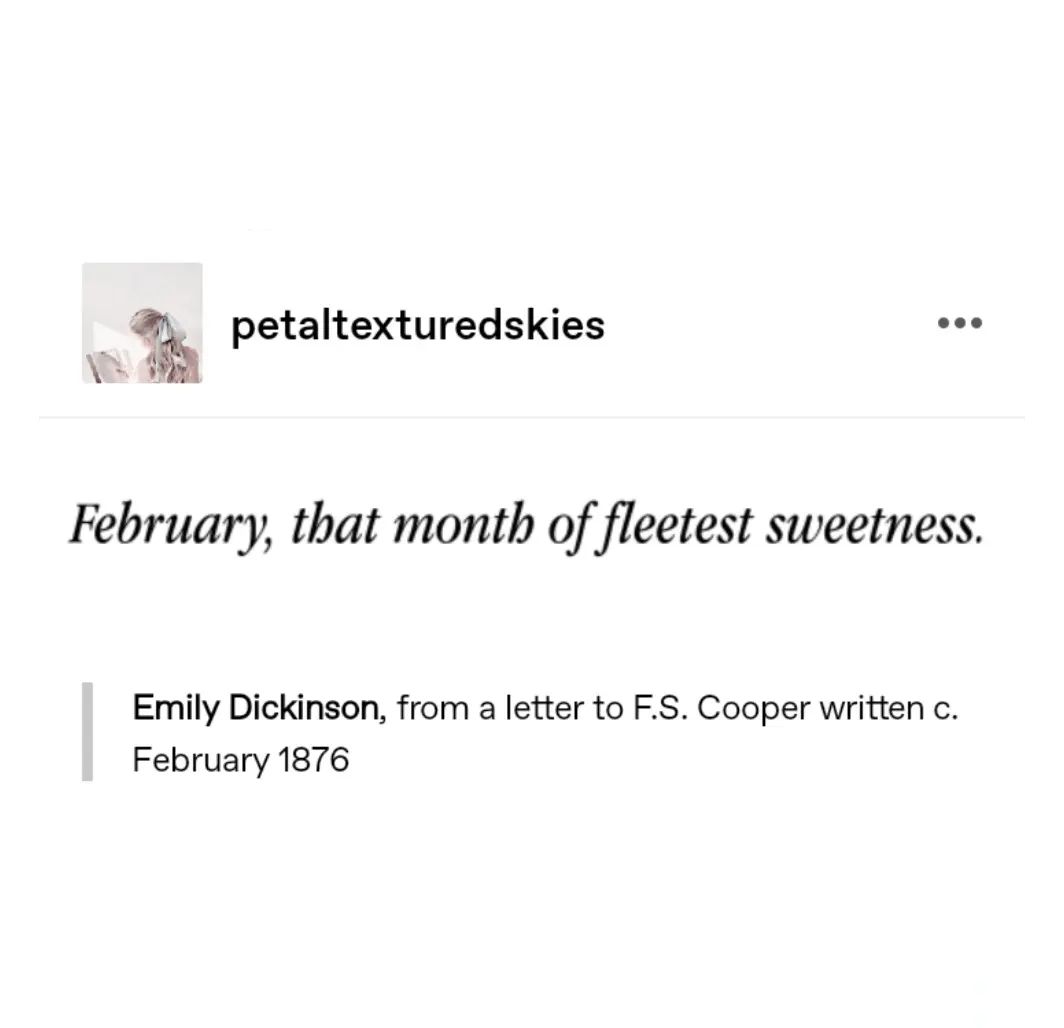 petaltexturedskies
February, that month of fleetest sweetness.
Emily Dickinson, from a letter to F.S. Cooper written c.
February 1876